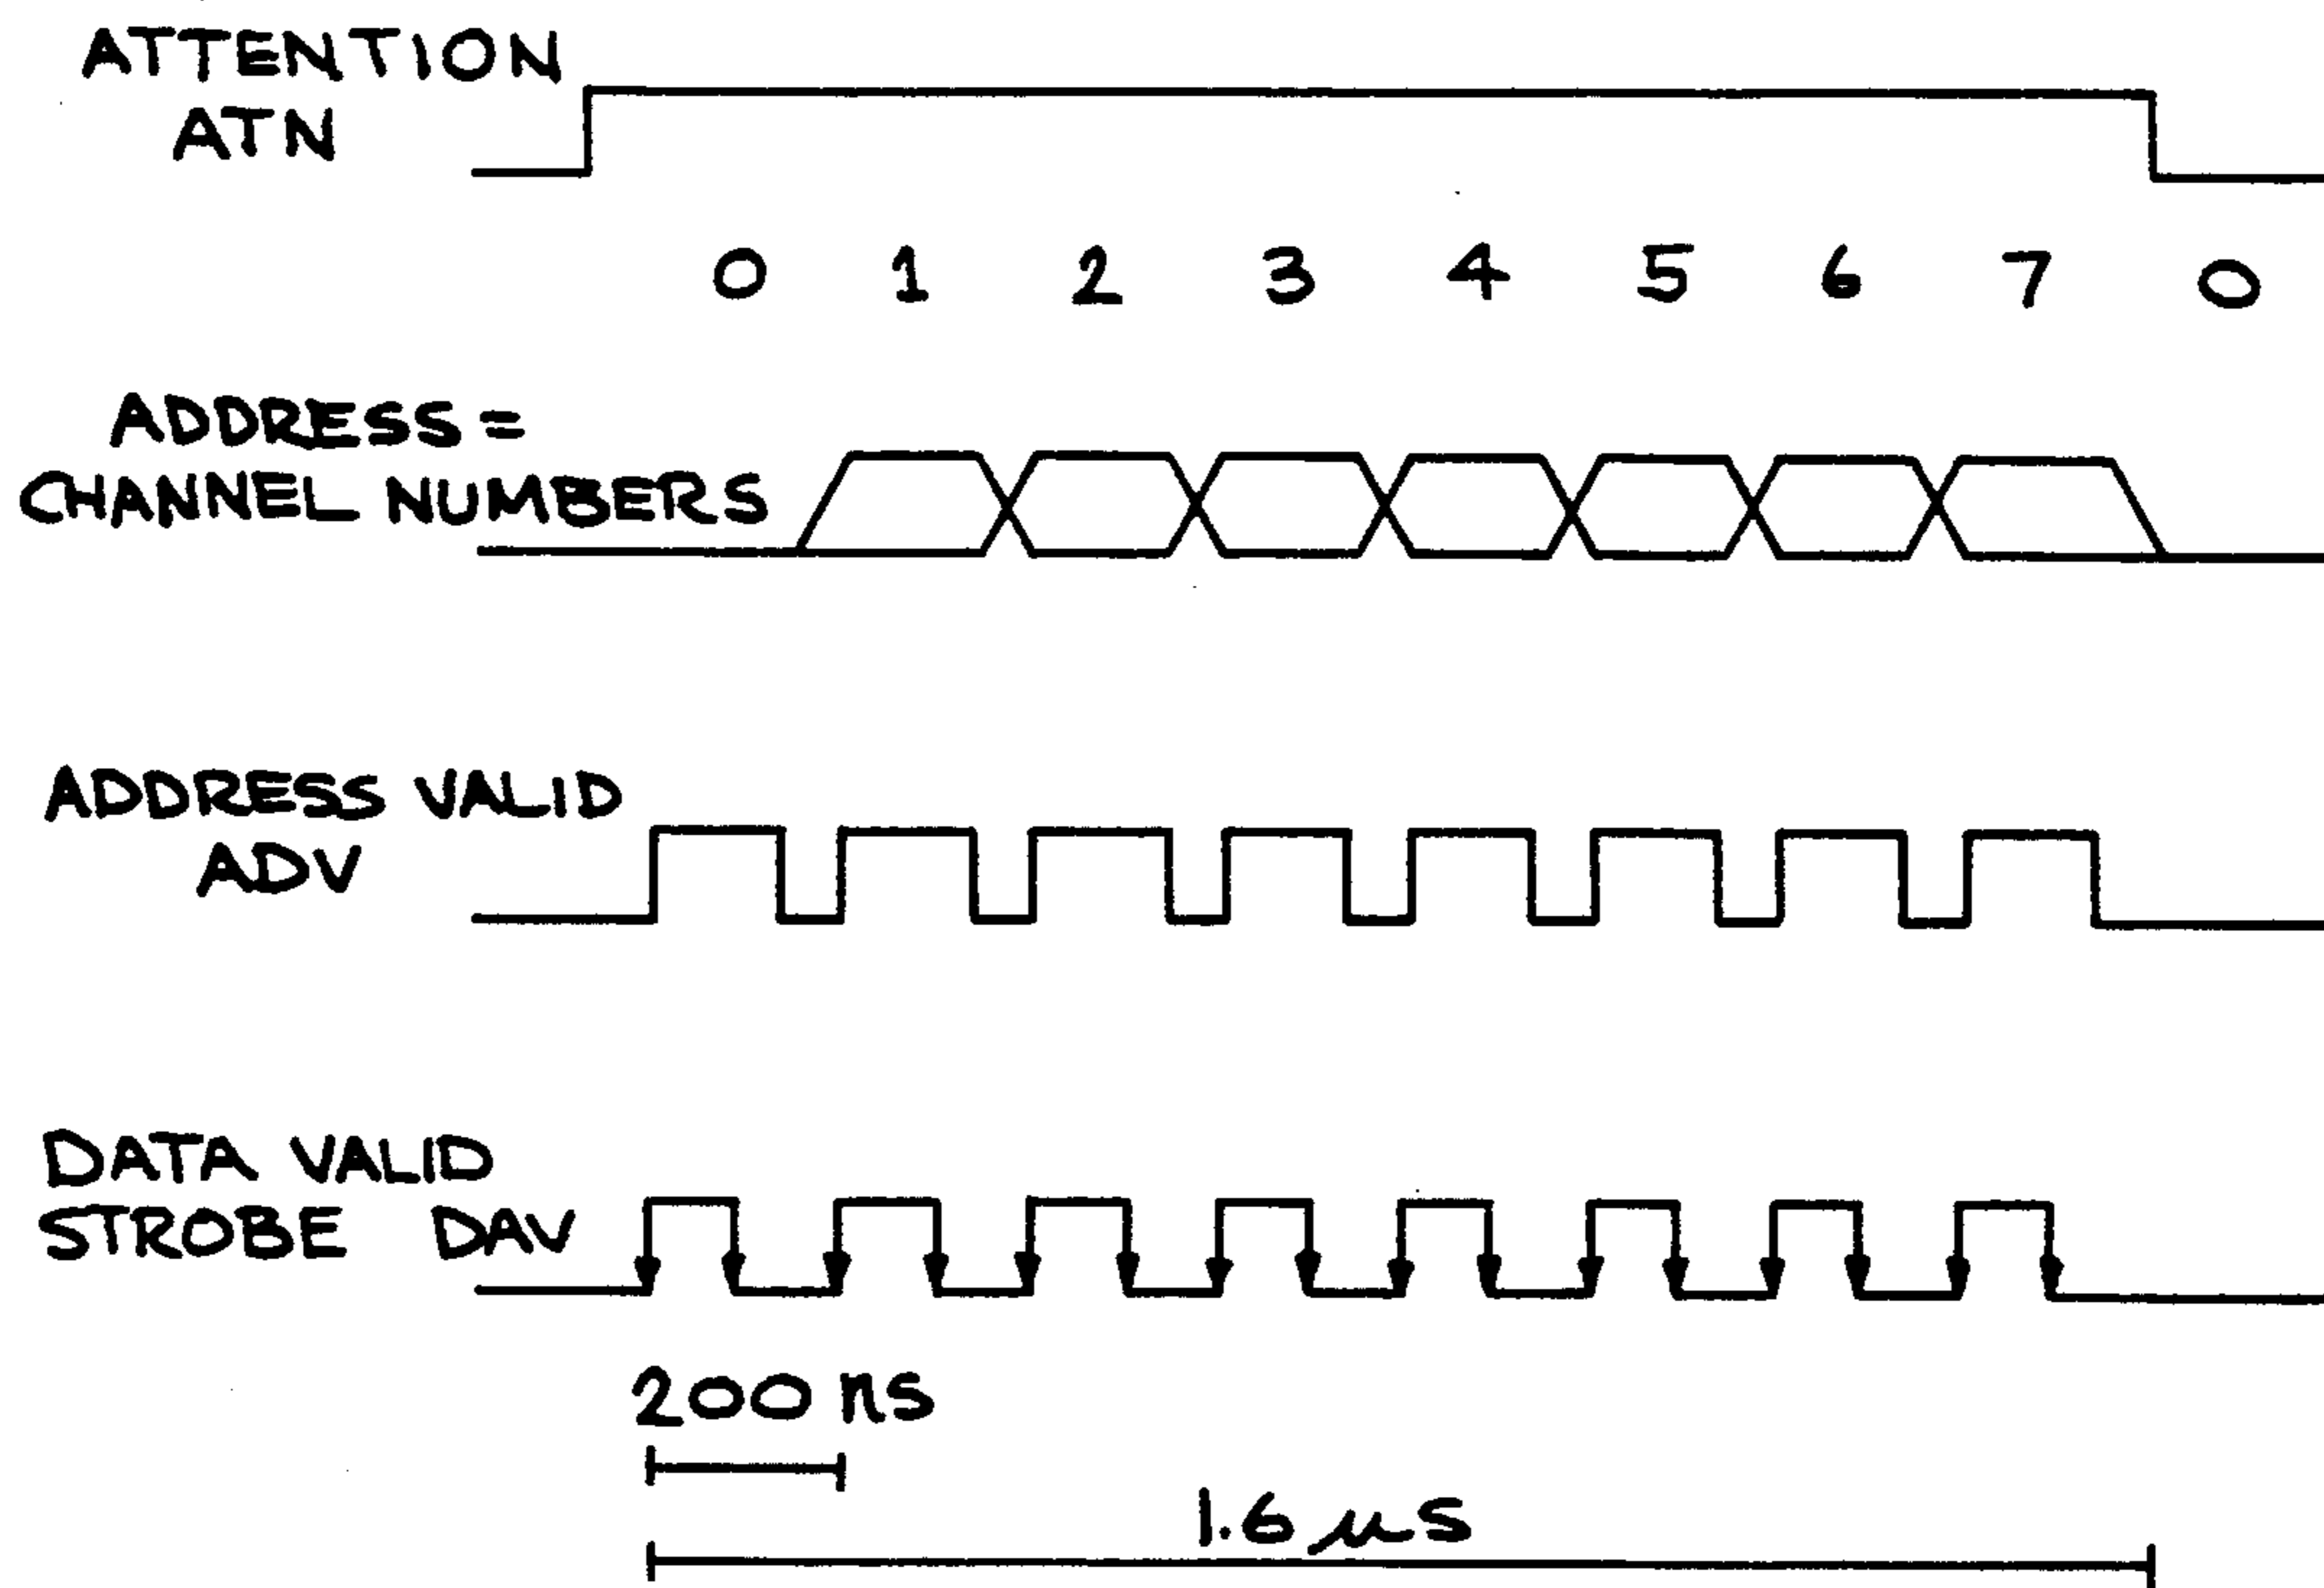 ATTENTION
ATN
0 1 2 3 4 5 6 7 0
ADDRESS =
CHANNEL NUMBERS
ADDRESS VALID
ADV
DATA VALID
STROBE DAV
200 ns
1.6 μs